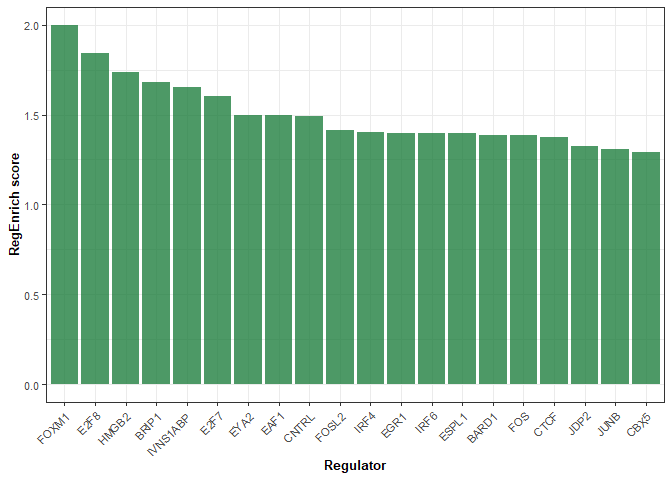 2.0
1.5
1.0
0.5
0.0
RegEnrich score
FOXM1
E2F8
HMGB2
BRIP1
IVNS1ABP
E2F7
EYA2
EAF1
CNTRL
FOSL2
IRF4
EGR1
IRF6
ESPL1
BARD1
FOS
CTCF
JDP2
JUNB
CBX5
Regulator